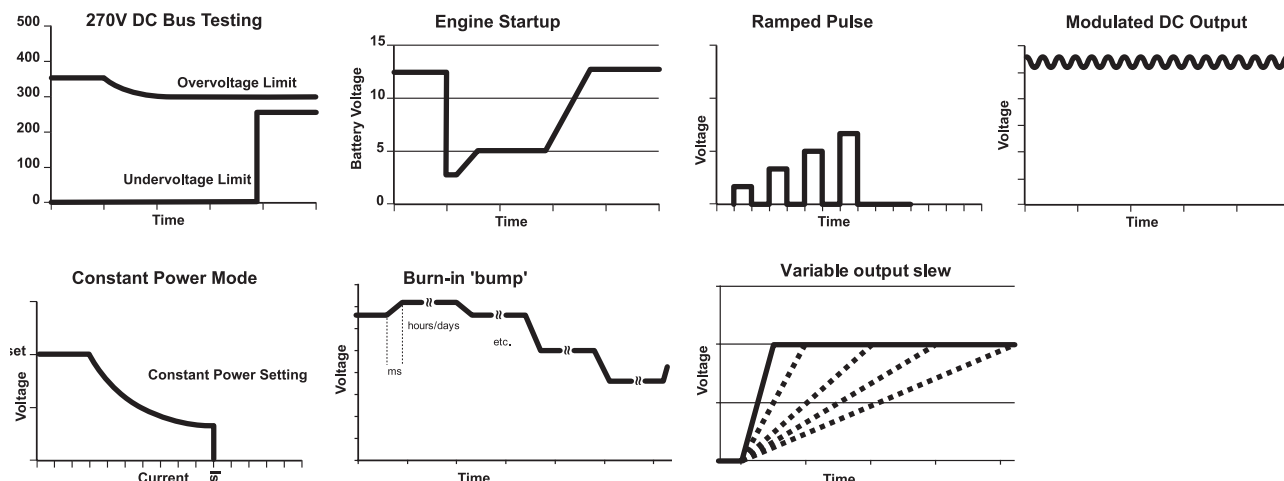 270V DC Bus Testing
500
400
300
200
100
0
Overvoltage Limit
Undervoltage Limit
Time
Engine Startup
15
10
5
0
Battery Voltage
Time
Ramped Pulse
Voltage
Time
Modulated DC Output
Voltage
Time
Constant Power Mode
set
Voltage
Constant Power Setting
Current
Burn-in 'bump'
Voltage
hours/days
ms
etc.
Time
Variable output slew
Voltage
Time